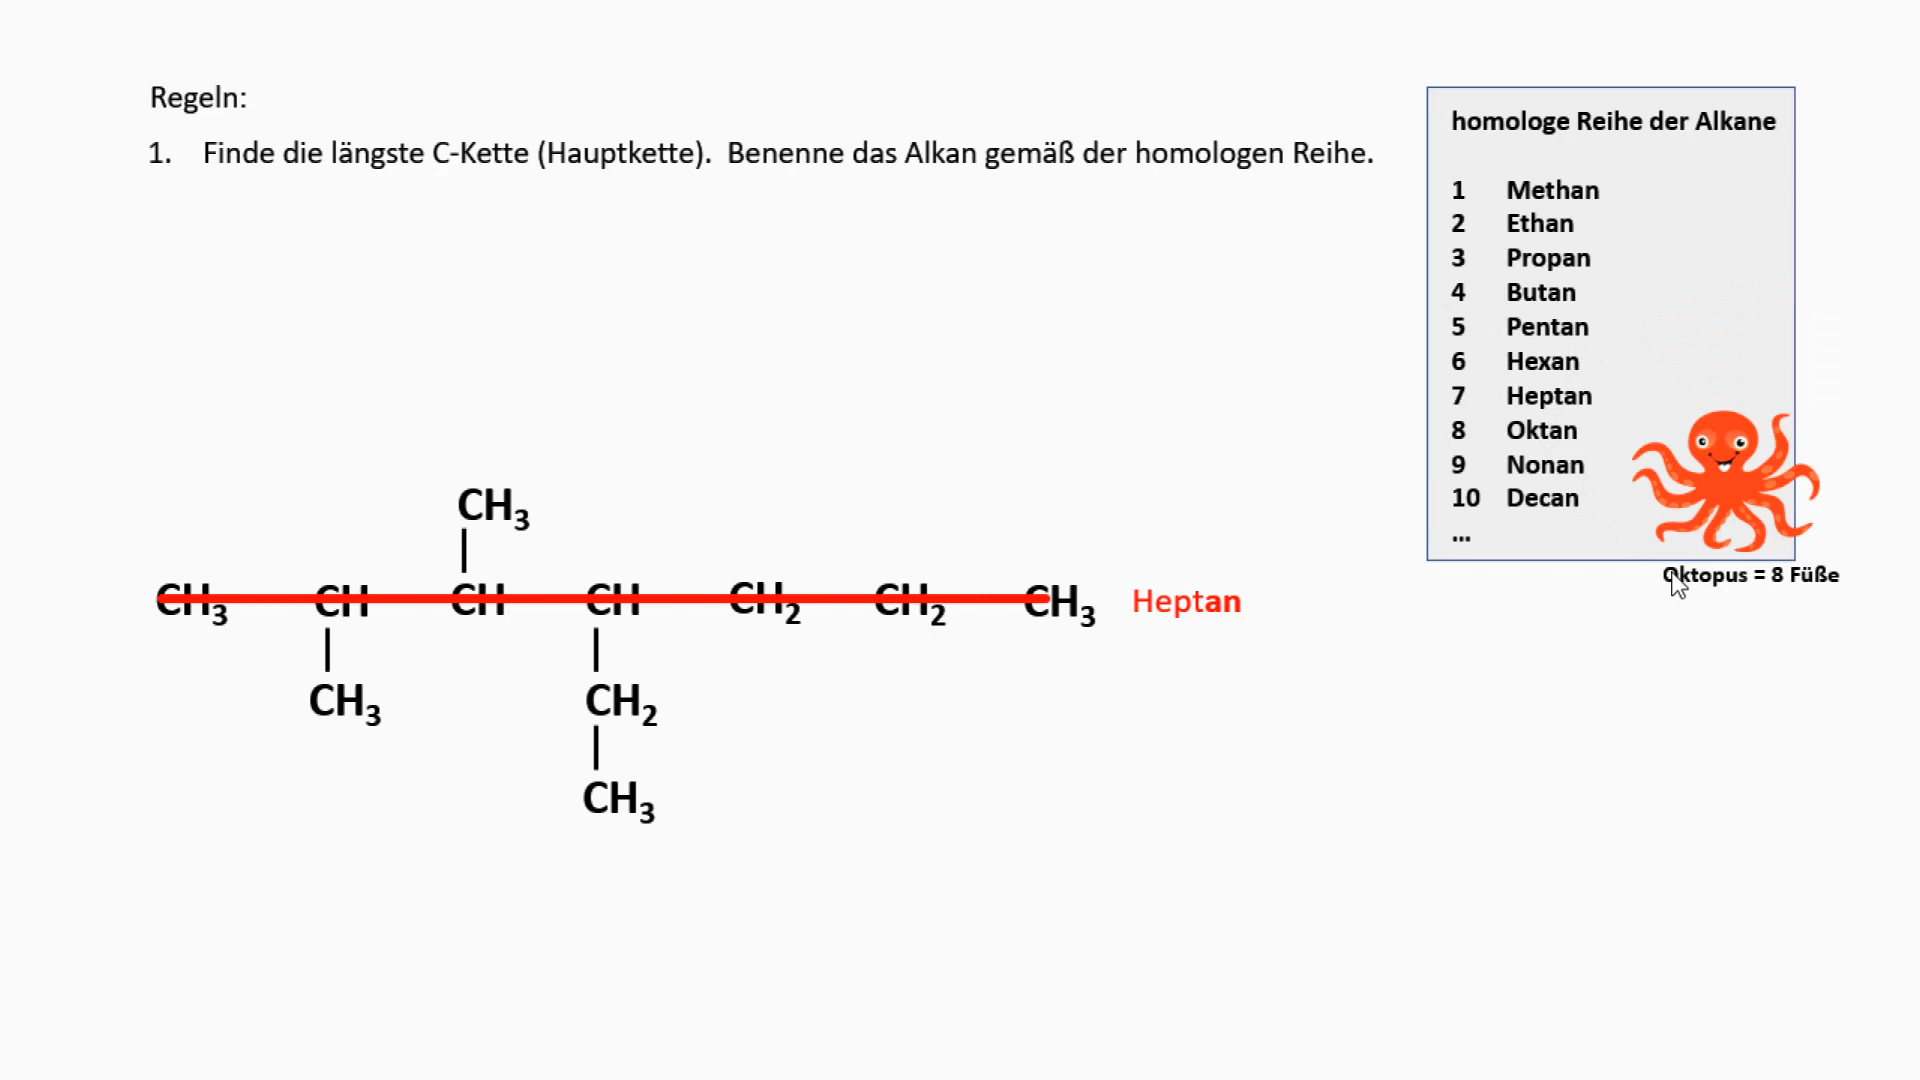 Regeln:
1. Finde die längste C-Kette (Hauptkette). Benenne das Alkan gemäß der homologen Reihe.
homologe Reihe der Alkane
1 Methan
2 Ethan
3 Propan
4 Butan
5 Pentan
6 Hexan
7 Heptan
8 Oktan
9 Nonan
10 Decan
...
Oktopus = 8 Füße
CH₃
CH₃ CH CH CH CH₂ CH₂ CH₃ Heptan
CH₃ CH₂
CH₃